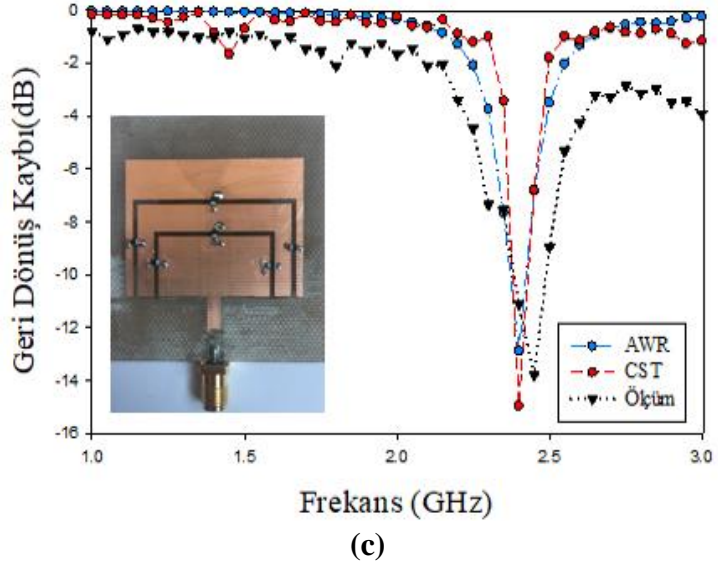 Geri Dönüş Kaybı(dB)
0
-2
-4
-6
-8
-10
-12
-14
-16
AWR
CST
Ölçüm
1.0 1.5 2.0 2.5 3.0
Frekans (GHz)
(c)